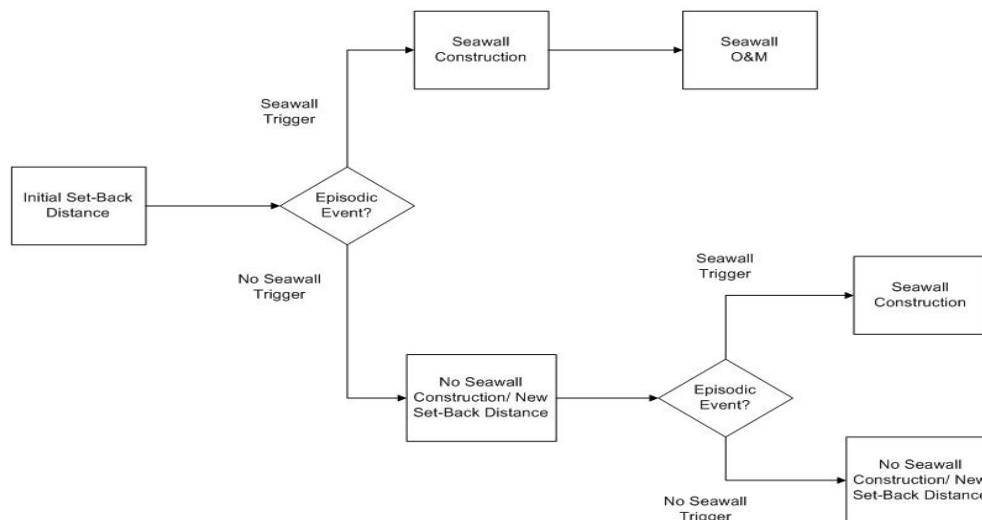 Seawall
Construction
Seawall
O&M
Seawall
Trigger
Initial Set-Back
Distance
Episodic
Event?
No Seawall
Trigger
Seawall
Trigger
Seawall
Construction
No Seawall
Construction/ New
Set-Back Distance
Episodic
Event?
No Seawall
Construction/ New
Set-Back Distance
No Seawall
Trigger